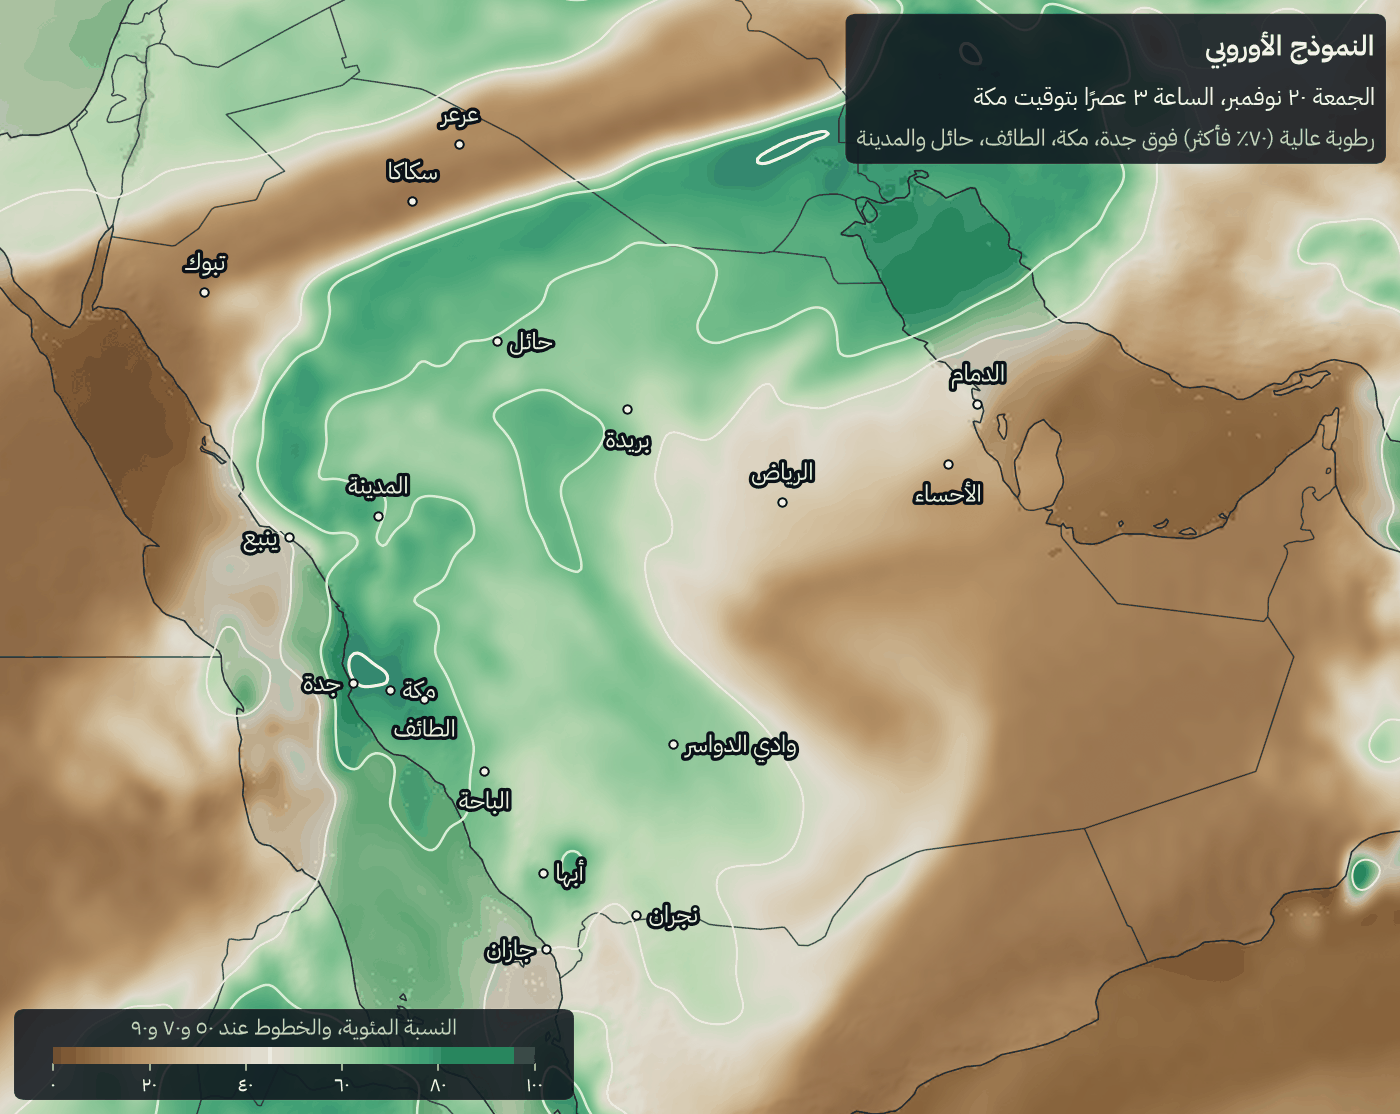 النموذج الأوروبي
الجمعة ٢٠ نوفمبر، الساعة ٣ عصرًا بتوقيت مكة
رطوبة عالية (٧٠٪ فأكثر) فوق جدة، مكة، الطائف، حائل والمدينة
عرعر
سكاكا
تبوك
حائل
الدمام
بريدة
الرياض
الأحساء
المدينة
ينبع
جدة
مكة
الطائف
وادي الدواسر
الباحة
أبها
نجران
جازان
النسبة المئوية، والخطوط عند ٥٠ و٧٠ و٩٠
٠ ٢٠ ٤٠ ٦٠ ٨٠ ١٠٠